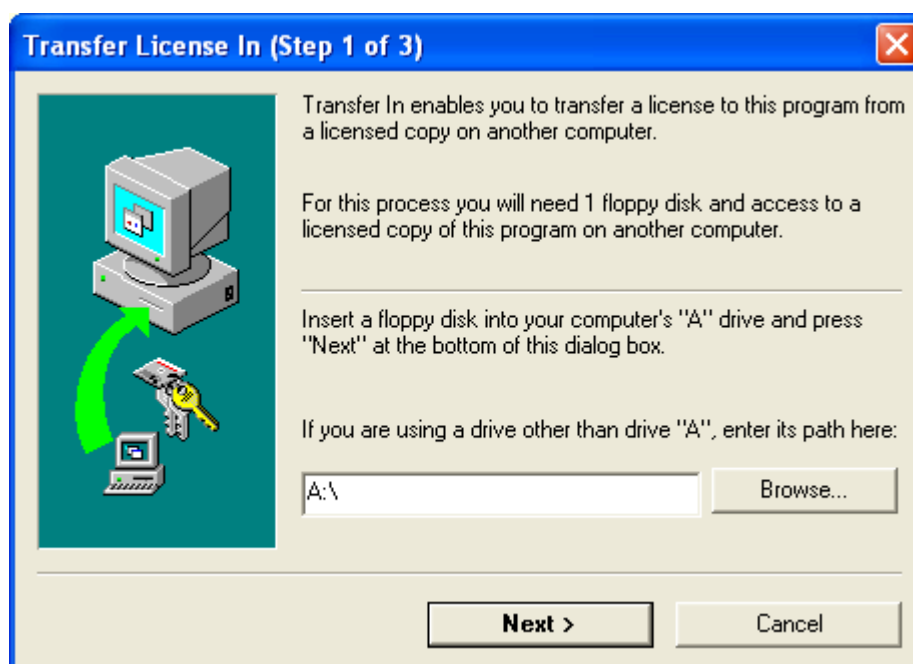 Transfer License In (Step 1 of 3)
Transfer In enables you to transfer a license to this program from
a licensed copy on another computer.
For this process you will need 1 floppy disk and access to a
licensed copy of this program on another computer.
Insert a floppy disk into your computer's "A" drive and press
"Next" at the bottom of this dialog box.
If you are using a drive other than drive "A", enter its path here:
A:\
Browse...
Next >
Cancel